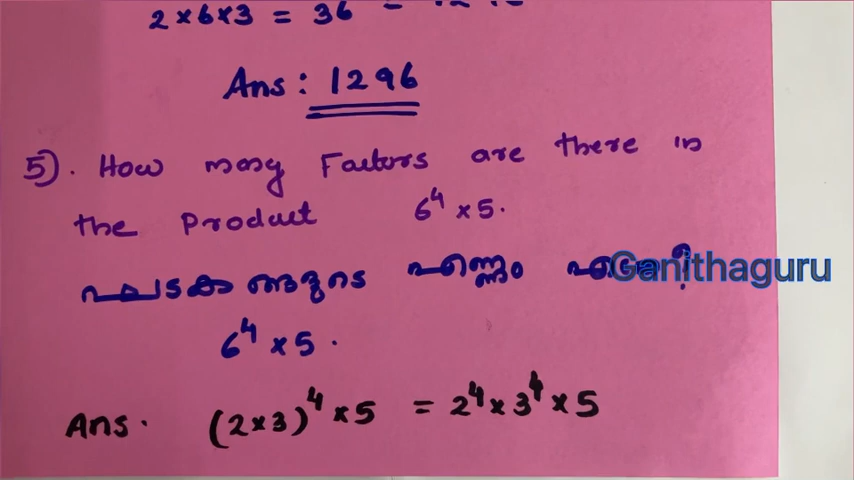 2×6×3 = 36 =
Ans: 1296
5). How many Factors are there in
the Product 6⁴ × 5.
ഘടകങ്ങളുടെ എണ്ണം
Ganithaguru
6⁴ × 5.
Ans. (2×3)⁴ × 5 = 2⁴ × 3⁴ × 5